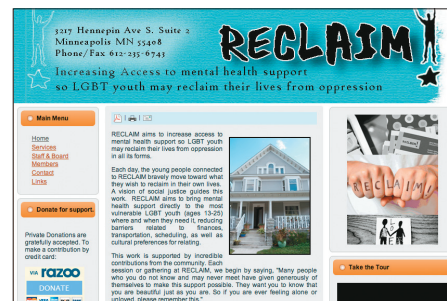 3217 Hennepin Ave S. Suite 2
Minneapolis MN 55408
Phone/Fax 612-235-6743
RECLAIM
Increasing Access to mental health support
so LGBT youth may reclaim their lives from oppression
Main Menu
Home
Services
Staff & Board
Members
Contact
Links
Donate for support.
Private Donations are
gratefully accepted. To
make a contribution by
credit card:
VIA razoo
DONATE
VISA
RECLAIM aims to increase access to
mental health support so LGBT youth
may reclaim their lives from oppression
in all its forms.
Each day, the young people connected
to RECLAIM bravely move toward what
they wish to reclaim in their own lives.
A vision of social justice guides this
work. RECLAIM aims to bring mental
health support directly to the most
vulnerable LGBT youth (ages 13-25)
where and when they need it, reducing
barriers related to finances,
transportation, scheduling, as well as
cultural preferences for relating.
This work is supported by incredible
contributions from the community. Each
session or gathering at RECLAIM, we begin by saying, "Many people
who you do not know and may never meet have given generously of
themselves to make this support possible. They want you to know that
you are beautiful just as you are. So if you are ever feeling alone or
unloved, please remember this."
RECLAIM!
Take the Tour